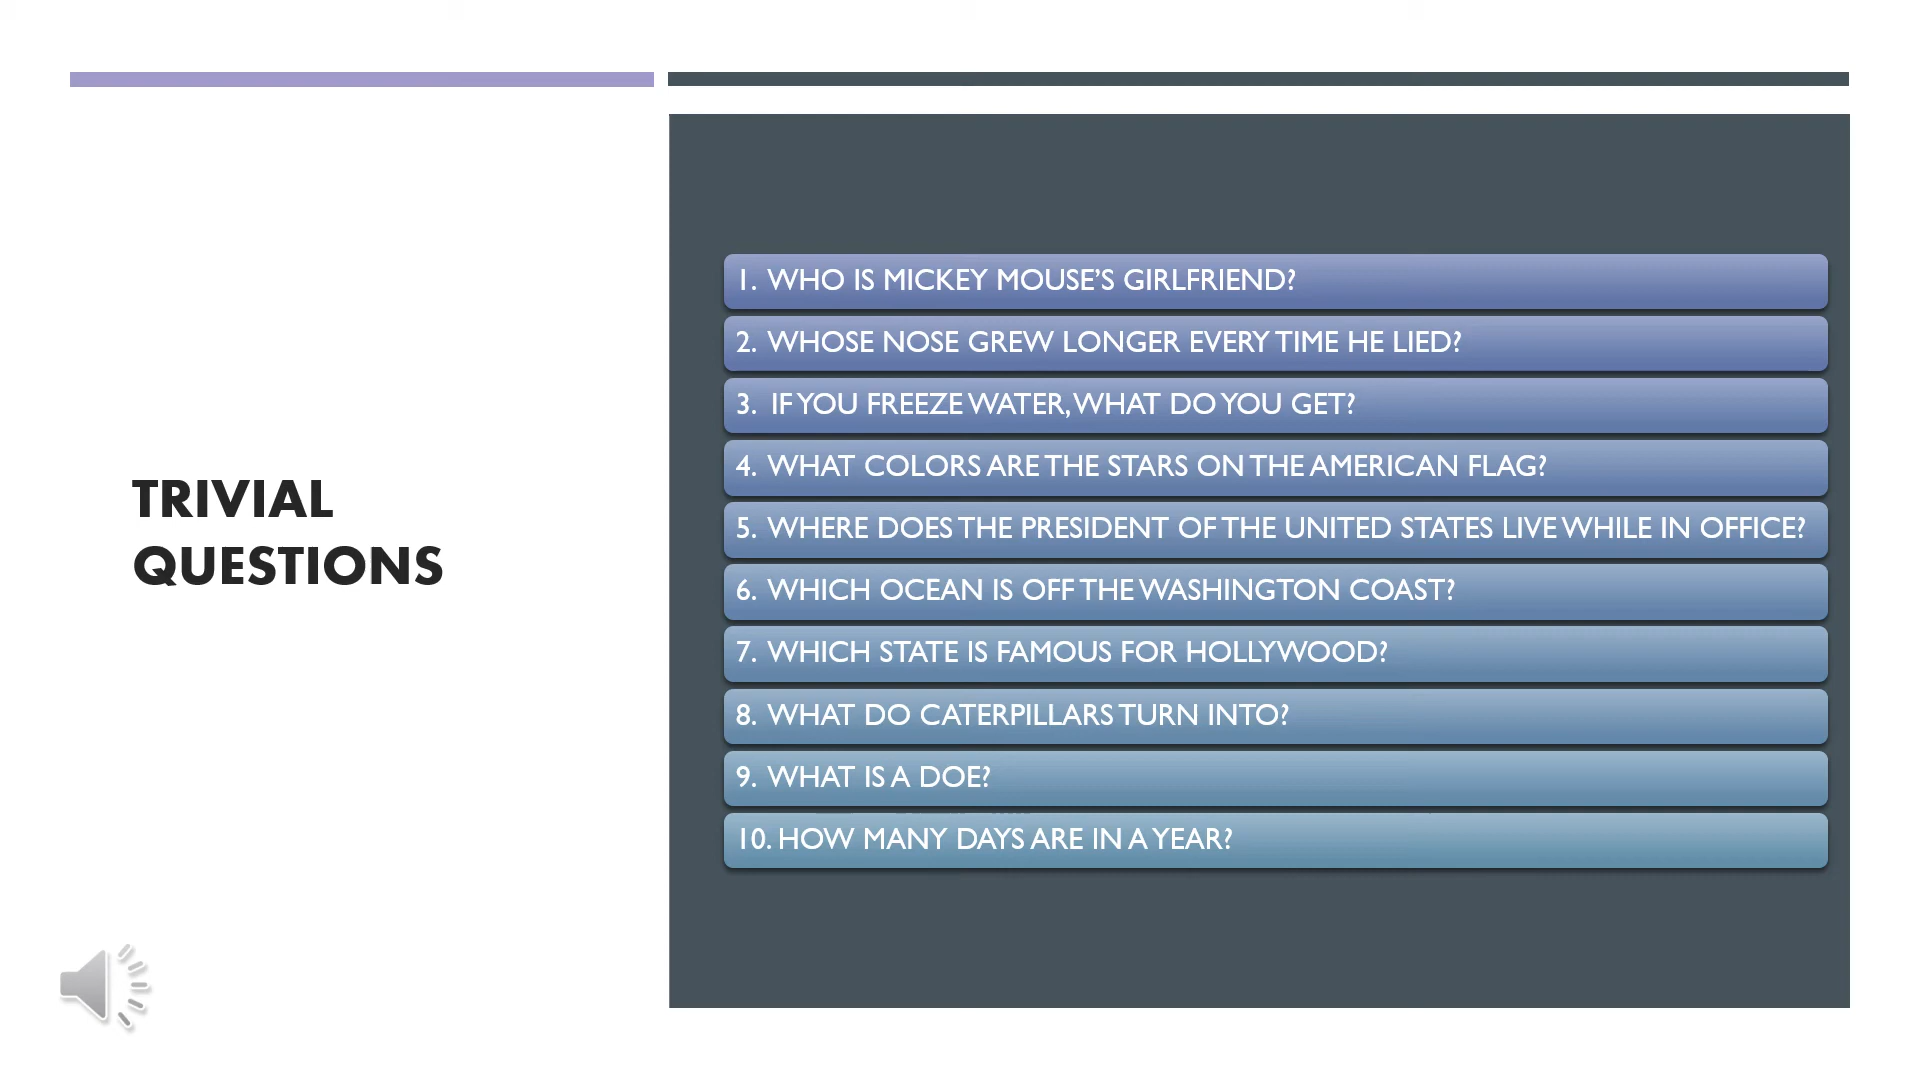 TRIVIAL
QUESTIONS
1. WHO IS MICKEY MOUSE’S GIRLFRIEND?
2. WHOSE NOSE GREW LONGER EVERY TIME HE LIED?
3. IF YOU FREEZE WATER, WHAT DO YOU GET?
4. WHAT COLORS ARE THE STARS ON THE AMERICAN FLAG?
5. WHERE DOES THE PRESIDENT OF THE UNITED STATES LIVE WHILE IN OFFICE?
6. WHICH OCEAN IS OFF THE WASHINGTON COAST?
7. WHICH STATE IS FAMOUS FOR HOLLYWOOD?
8. WHAT DO CATERPILLARS TURN INTO?
9. WHAT IS A DOE?
10. HOW MANY DAYS ARE IN A YEAR?